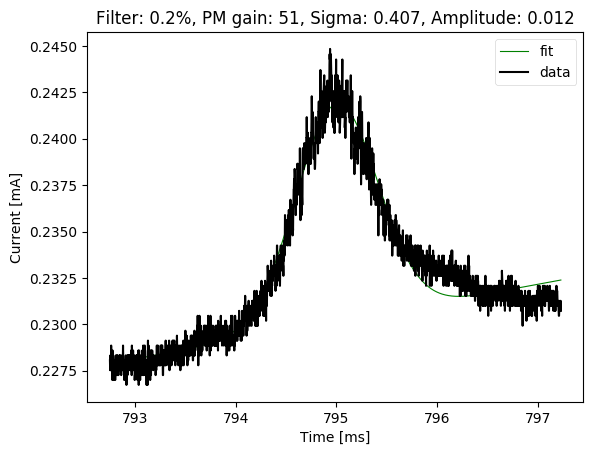 Filter: 0.2%, PM gain: 51, Sigma: 0.407, Amplitude: 0.012
fit
data
0.2450
0.2425
0.2400
0.2375
0.2350
0.2325
0.2300
0.2275
Current [mA]
793
794
795
796
797
Time [ms]